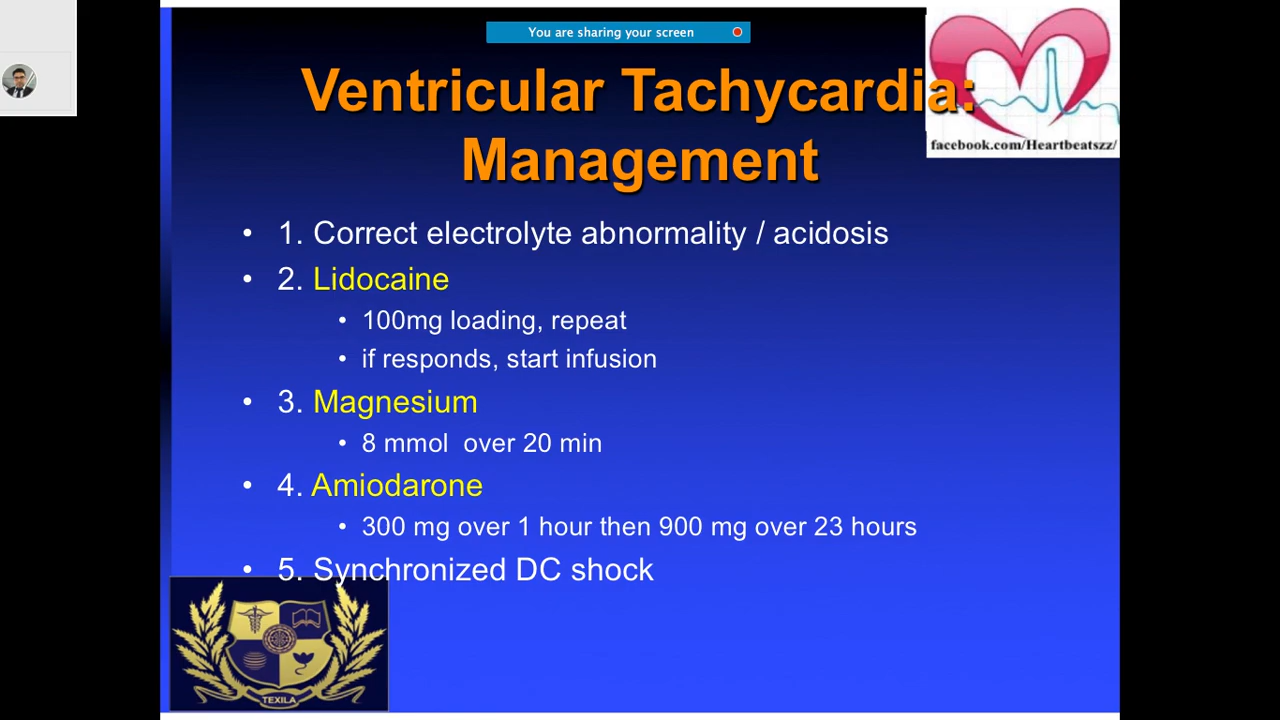 You are sharing your screen
Ventricular Tachycardia:
Management
facebook.com/Heartbeatszz/
• 1. Correct electrolyte abnormality / acidosis
• 2. Lidocaine
• 100mg loading, repeat
• if responds, start infusion
• 3. Magnesium
• 8 mmol over 20 min
• 4. Amiodarone
• 300 mg over 1 hour then 900 mg over 23 hours
• 5. Synchronized DC shock
TEXILA